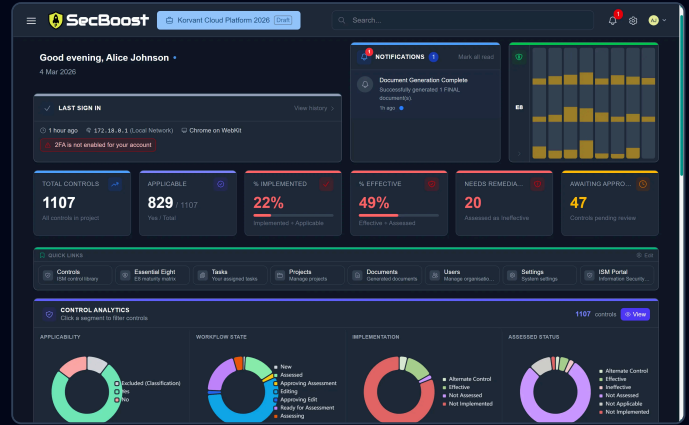 SecBoost
Korvant Cloud Platform 2026 Draft
Search...
1
AJ
Good evening, Alice Johnson
4 Mar 2026
LAST SIGN IN
View history
1 hour ago
172.18.0.1 (Local Network)
Chrome on WebKit
2FA is not enabled for your account
1
NOTIFICATIONS 1
Mark all read
Document Generation Complete
Successfully generated 1 FINAL
document(s).
1h ago
E8
TOTAL CONTROLS
1107
All controls in project
APPLICABLE
829 / 1107
Yes / Total
% IMPLEMENTED
22%
Implemented ÷ Applicable
% EFFECTIVE
49%
Effective ÷ Assessed
NEEDS REMEDIA...
20
Assessed as ineffective
AWAITING APPRO...
47
Controls pending review
QUICK LINKS
Edit
Controls
ISM control library
Essential Eight
E8 maturity matrix
Tasks
Your assigned tasks
Projects
Manage projects
Documents
Generated documents
Users
Manage organisatio...
Settings
System settings
ISM Portal
Information Security...
CONTROL ANALYTICS
Click a segment to filter controls
1107 controls
View
APPLICABILITY
Excluded (Classification)
Yes
No
WORKFLOW STATE
New
Assessed
Approving Assessment
Editing
Approving Edit
Ready for Assessment
Assessing
IMPLEMENTATION
Alternate Control
Effective
Not Assessed
Not Implemented
ASSESSED STATUS
Alternate Control
Effective
Ineffective
Not Assessed
Not Applicable
Not Implemented